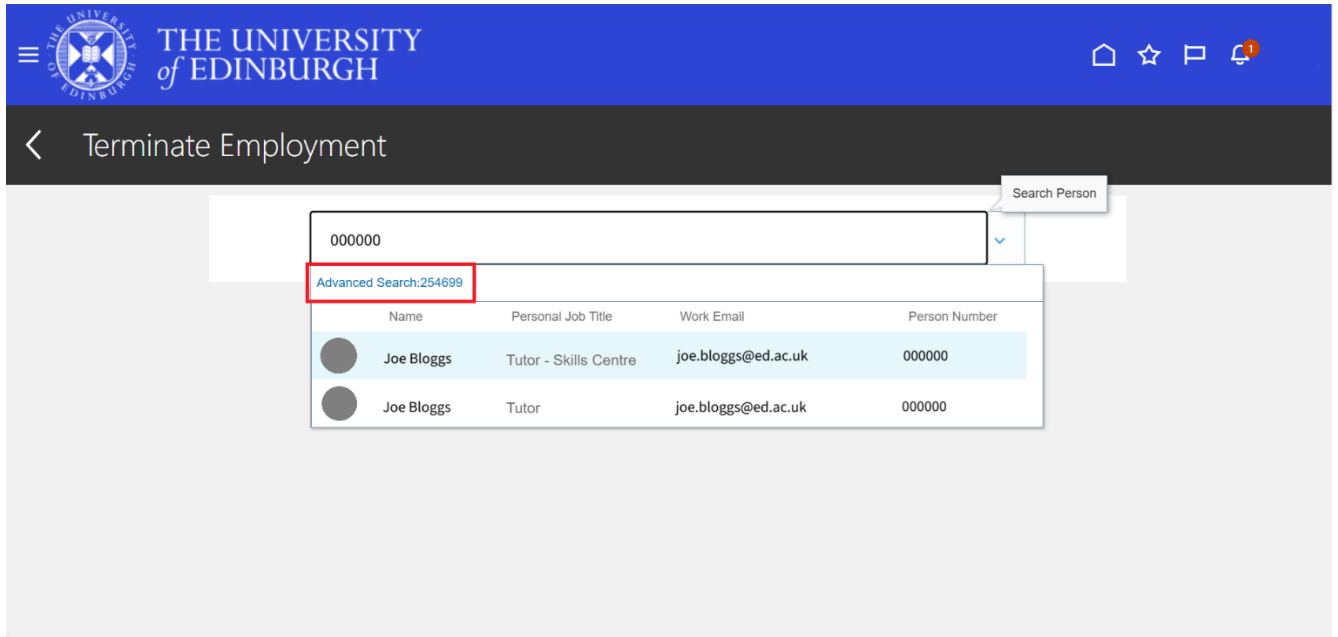 THE UNIVERSITY
of EDINBURGH
1
Terminate Employment
Search Person
000000
Advanced Search:254699
Name Personal Job Title Work Email Person Number
Joe Bloggs Tutor - Skills Centre joe.bloggs@ed.ac.uk 000000
Joe Bloggs Tutor joe.bloggs@ed.ac.uk 000000